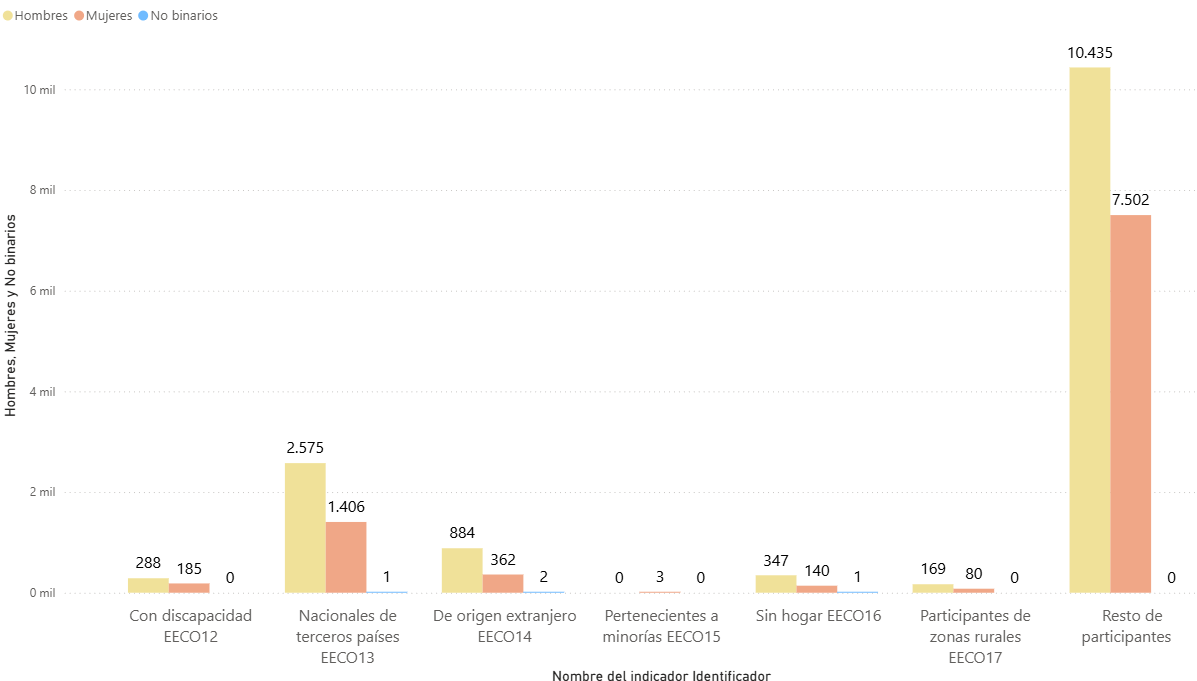 Hombres Mujeres No binarios
Hombres, Mujeres y No binarios
10 mil
8 mil
6 mil
4 mil
2 mil
0 mil
288 185 0
2.575 1.406 1
884 362 2
0 3 0
347 140 1
169 80 0
10.435 7.502 0
Con discapacidad
EECO12
Nacionales de
terceros países
EECO13
De origen extranjero
EECO14
Pertenecientes a
minorías EECO15
Sin hogar EECO16
Participantes de
zonas rurales
EECO17
Resto de
participantes
Nombre del indicador Identificador